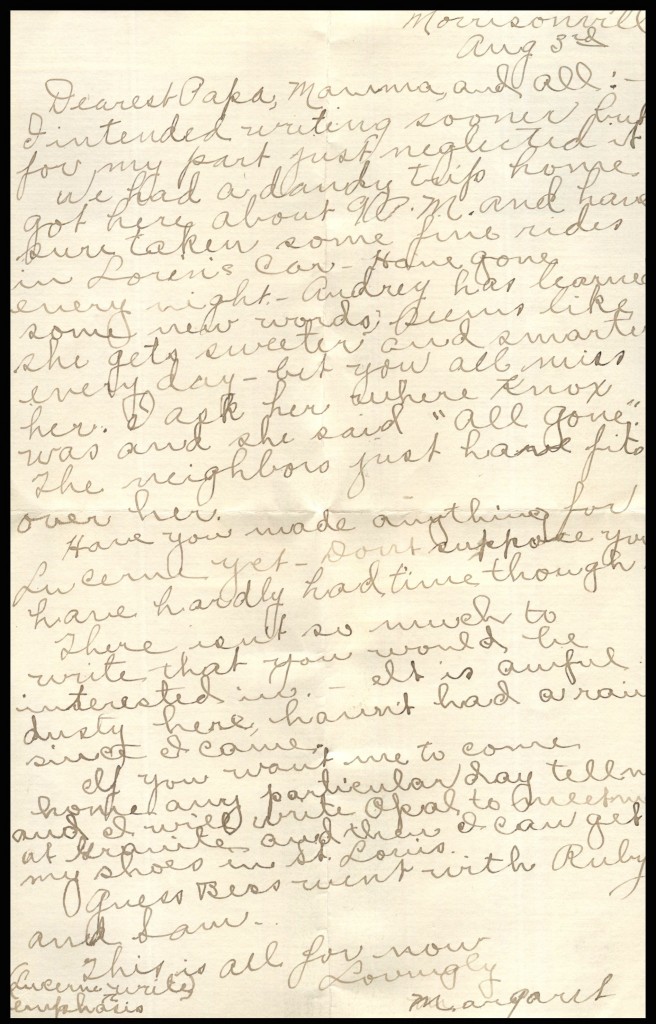 Morrisonvill
Aug 3rd
Dearest Papa, Mamma, and all:-
I intended writing sooner but
for my part just neglected it
We had a dandy trip home
got here about 9 P.M. and have
sure taken some fine rides
in Loren's car - Have gone
every night - Audrey has learned
some new words, seems like
she gets sweeter and smarter
every day - bet you all miss
her. I ask her where Knox
was and she said "all gone".
The neighbors just have fits
over her.
Have you made anything for
Lucerne yet - Don't suppose you
have hardly had time though.
There isn't so much to
write that you would be
interested in. - It is awful
dusty here, haven't had a rain
since I came.
If you want me to come
home any particular day tell m
and I will write Opal to meet m
at Granite and then I can get
my shoes in St. Louis.
Guess Bess went with Ruby
and Sam -
This is all for now
Lovingly
Margaret
(Lucerne write)
emphasis